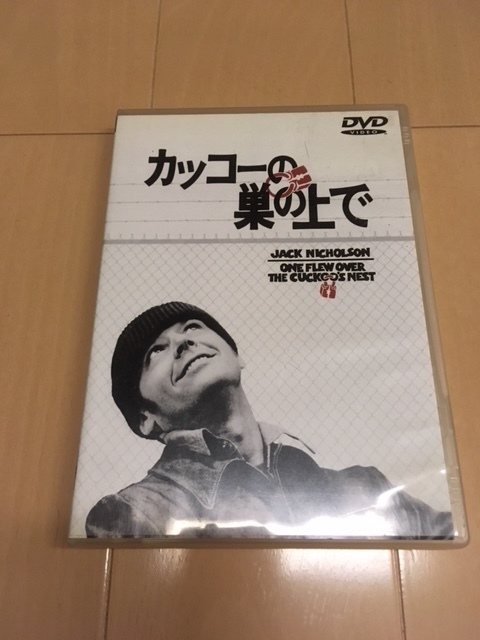 DVD
VIDEO
カッコーの
巣の上で
JACK NICHOLSON
ONE FLEW OVER
THE CUCKOO'S NEST